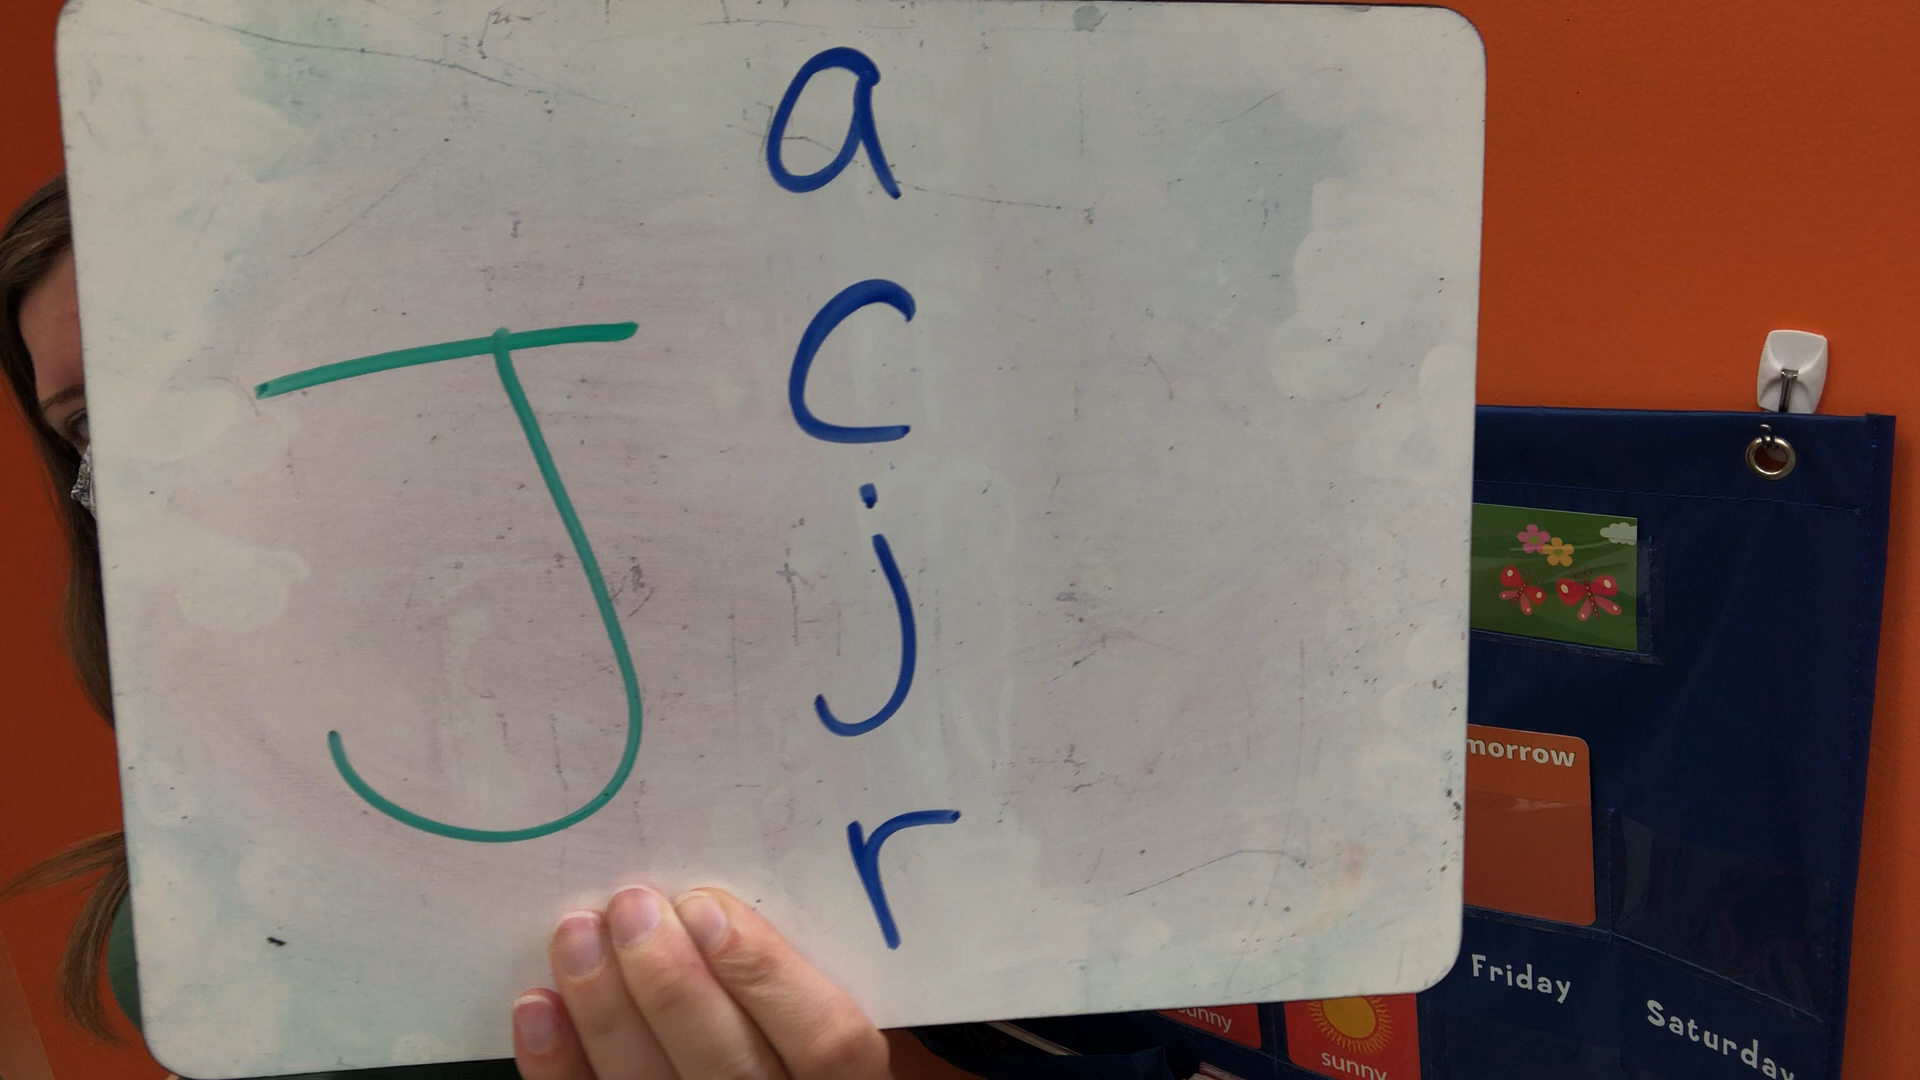 a
c
J
j
r
morrow
Friday
Saturday
sunny
sunny